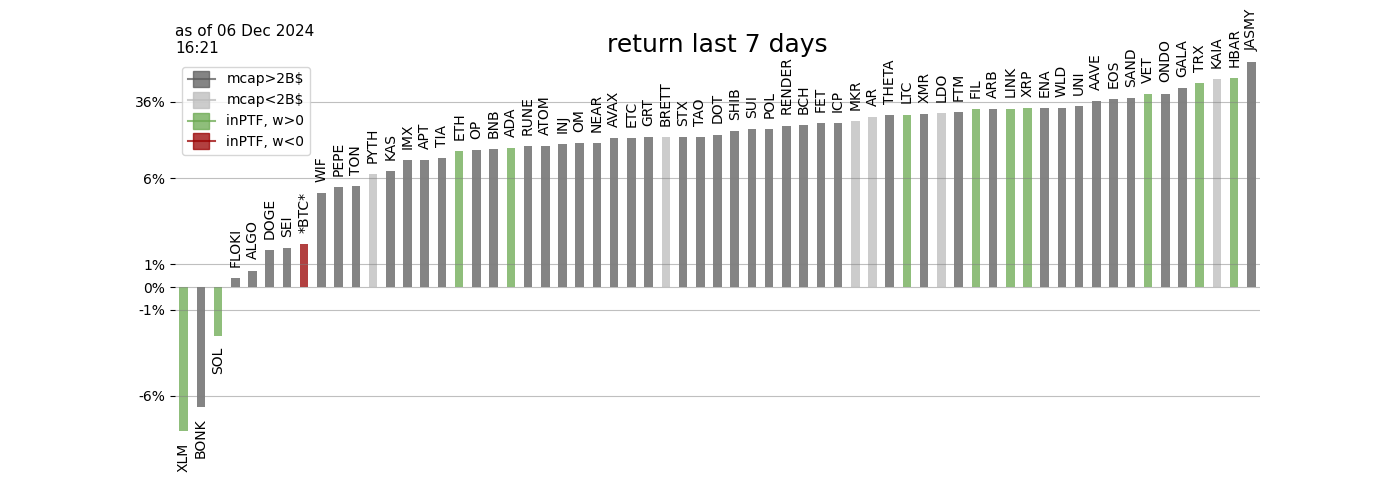 as of 06 Dec 2024
16:21
return last 7 days
mcap>2B$
mcap<2B$
inPTF, w>0
inPTF, w<0
36%
6%
1%
0%
-1%
-6%
XLM
BONK
SOL
FLOKI
ALGO
DOGE
SEI
*BTC*
WIF
PEPE
TON
PYTH
KAS
IMX
APT
TIA
ETH
OP
BNB
ADA
RUNE
ATOM
INJ
OM
NEAR
AVAX
ETC
GRT
BRETT
STX
TAO
DOT
SHIB
SUI
POL
RENDER
BCH
FET
ICP
MKR
AR
THETA
LTC
XMR
LDO
FTM
FIL
ARB
LINK
XRP
ENA
WLD
UNI
AAVE
EOS
SAND
VET
ONDO
GALA
TRX
KAIA
HBAR
JASMY